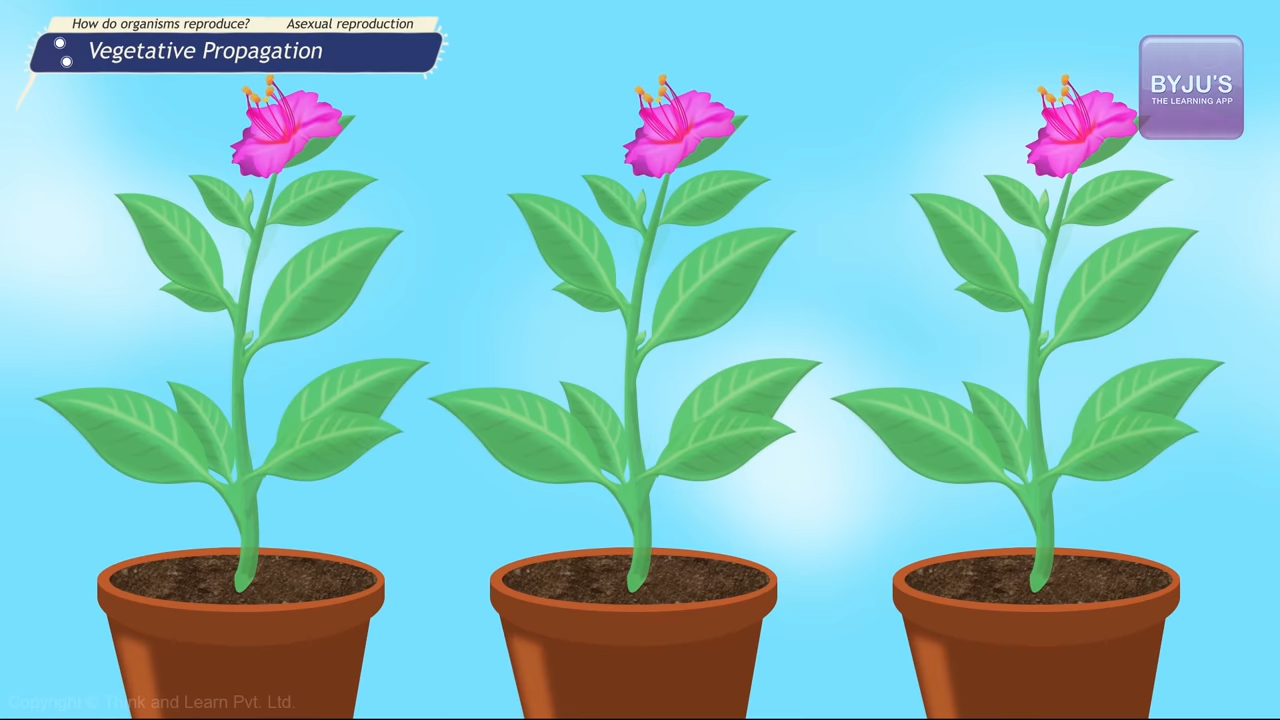 How do organisms reproduce? Asexual reproduction
Vegetative Propagation
BYJU'S
THE LEARNING APP
Copyright © Think and Learn Pvt. Ltd.